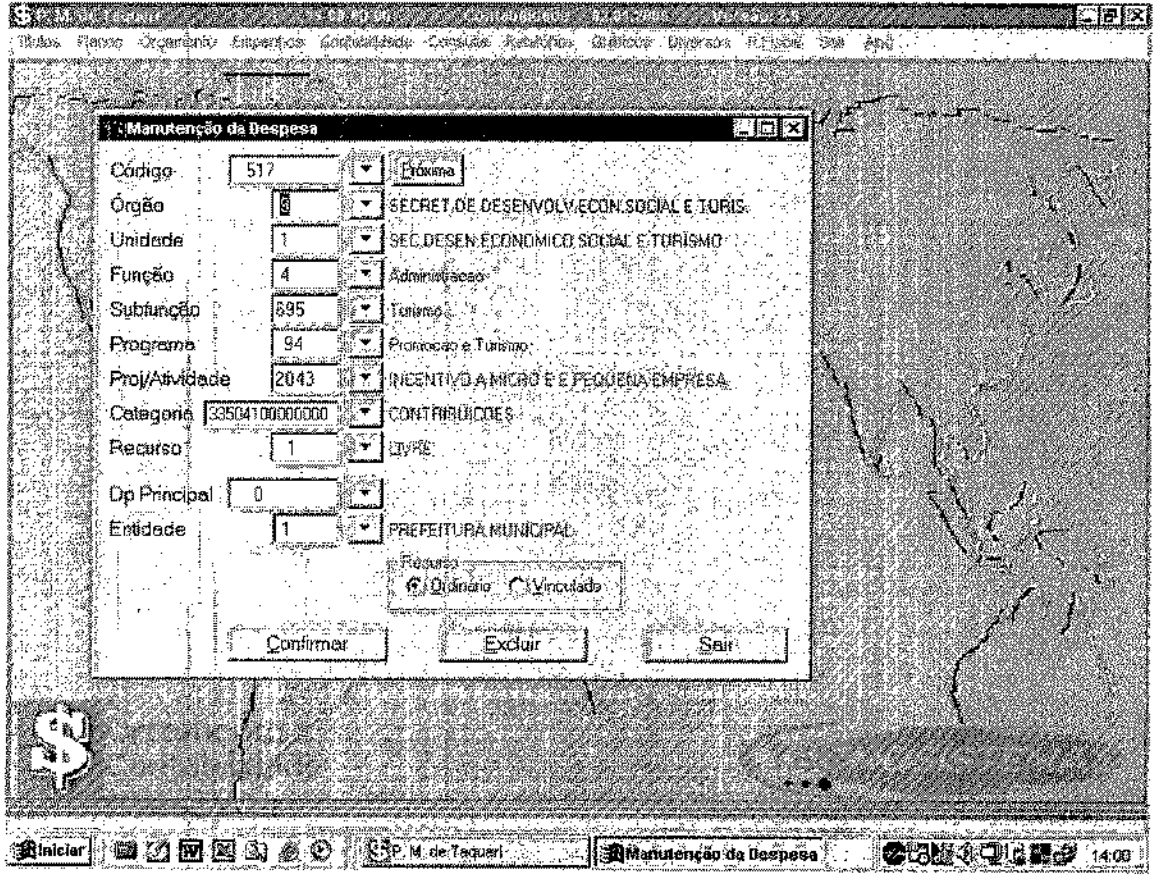 Manutenção da Despesa
Código 517 Próxima
Órgão SECRET.DE DESENVOLV.ECON.SOCIAL E TURIS.
Unidade 1 SEC.DESEN.ECONOMICO SOCIAL E TURISMO
Função 4 Administracao
Subfunção 695 Turismo
Programa 94 Promocao e Turismo
Proj/Atividade 2043 INCENTIVO A MICRO E E PEQUENA EMPRESA
Categoria 33504100000000 CONTRIBUICOES
Recurso 1 LIVRE
Dp Principal 0
Entidade 1 PREFEITURA MUNICIPAL
Recurso
Ordinário Vinculado
Confirmar Excluir Sair
Iniciar P. M. de Taquari Manutenção da Despesa 14:00